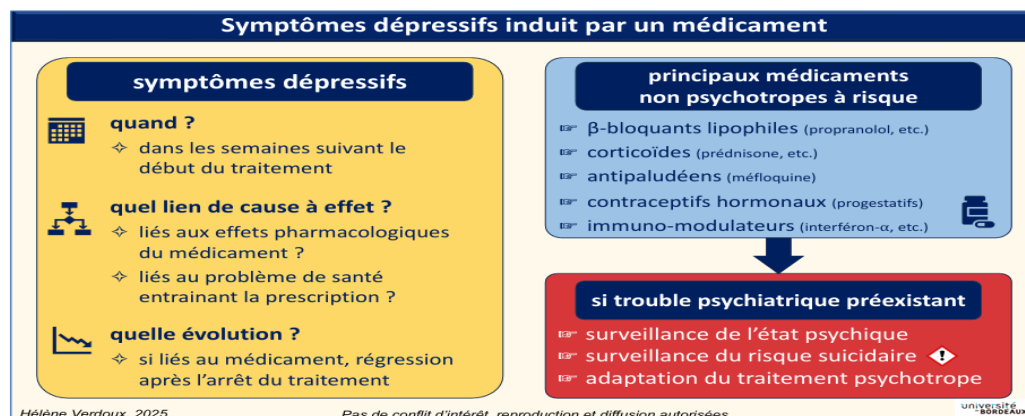 Symptômes dépressifs induit par un médicament
symptômes dépressifs
quand ?
✧ dans les semaines suivant le
début du traitement
quel lien de cause à effet ?
✧ liés aux effets pharmacologiques
du médicament ?
✧ liés au problème de santé
entrainant la prescription ?
quelle évolution ?
✧ si liés au médicament, régression
après l'arrêt du traitement
principaux médicaments
non psychotropes à risque
☞ β-bloquants lipophiles (propranolol, etc.)
☞ corticoïdes (prédnisone, etc.)
☞ antipaludéens (méfloquine)
☞ contraceptifs hormonaux (progestatifs)
☞ immuno-modulateurs (interféron-α, etc.)
si trouble psychiatrique préexistant
☞ surveillance de l'état psychique
☞ surveillance du risque suicidaire
☞ adaptation du traitement psychotrope
Hélène Verdoux, 2025
Pas de conflit d'intérêt, reproduction et diffusion autorisées
université
de BORDEAUX